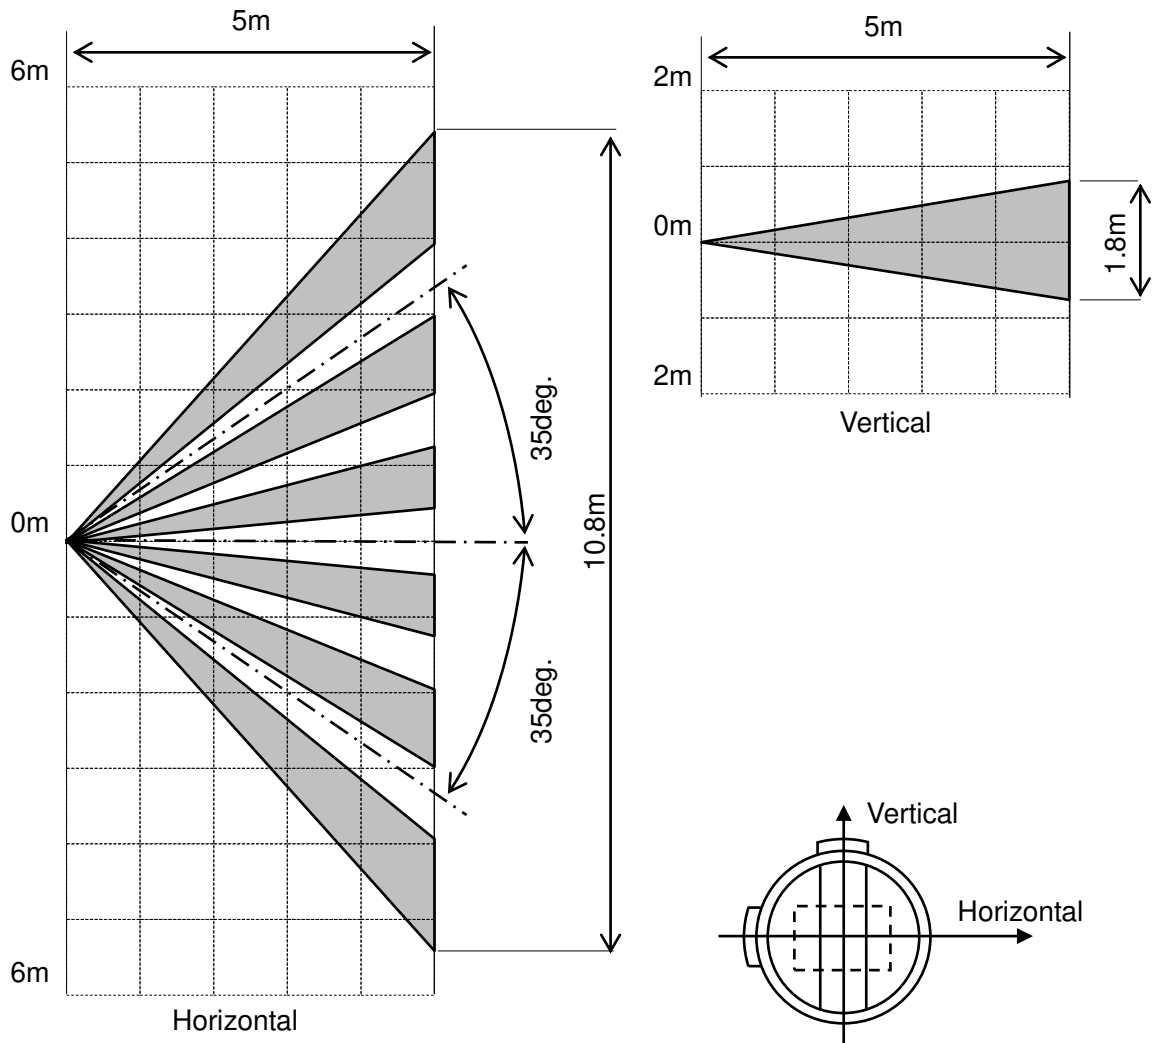 5m
6m
35deg.
0m
10.8m
35deg.
6m
Horizontal
5m
2m
0m
1.8m
2m
Vertical
Vertical
Horizontal